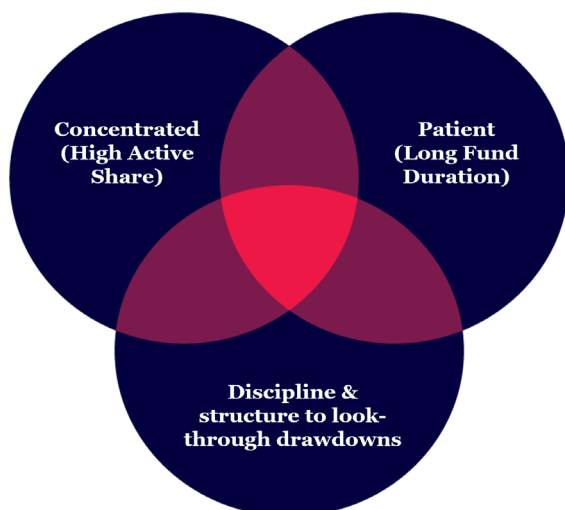 Concentrated
(High Active
Share)
Patient
(Long Fund
Duration)
Discipline &
structure to look-
through drawdowns